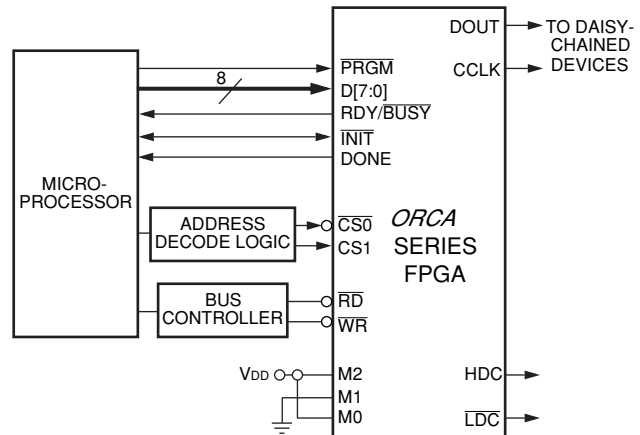 DOUT
TO DAISY-
CHAINED
DEVICES
CCLK
PRGM
8
D[7:0]
RDY/BUSY
INIT
DONE
MICRO-
PROCESSOR
ADDRESS
DECODE LOGIC
CS0
CS1
ORCA
SERIES
FPGA
BUS
CONTROLLER
RD
WR
VDD
M2
M1
M0
HDC
LDC